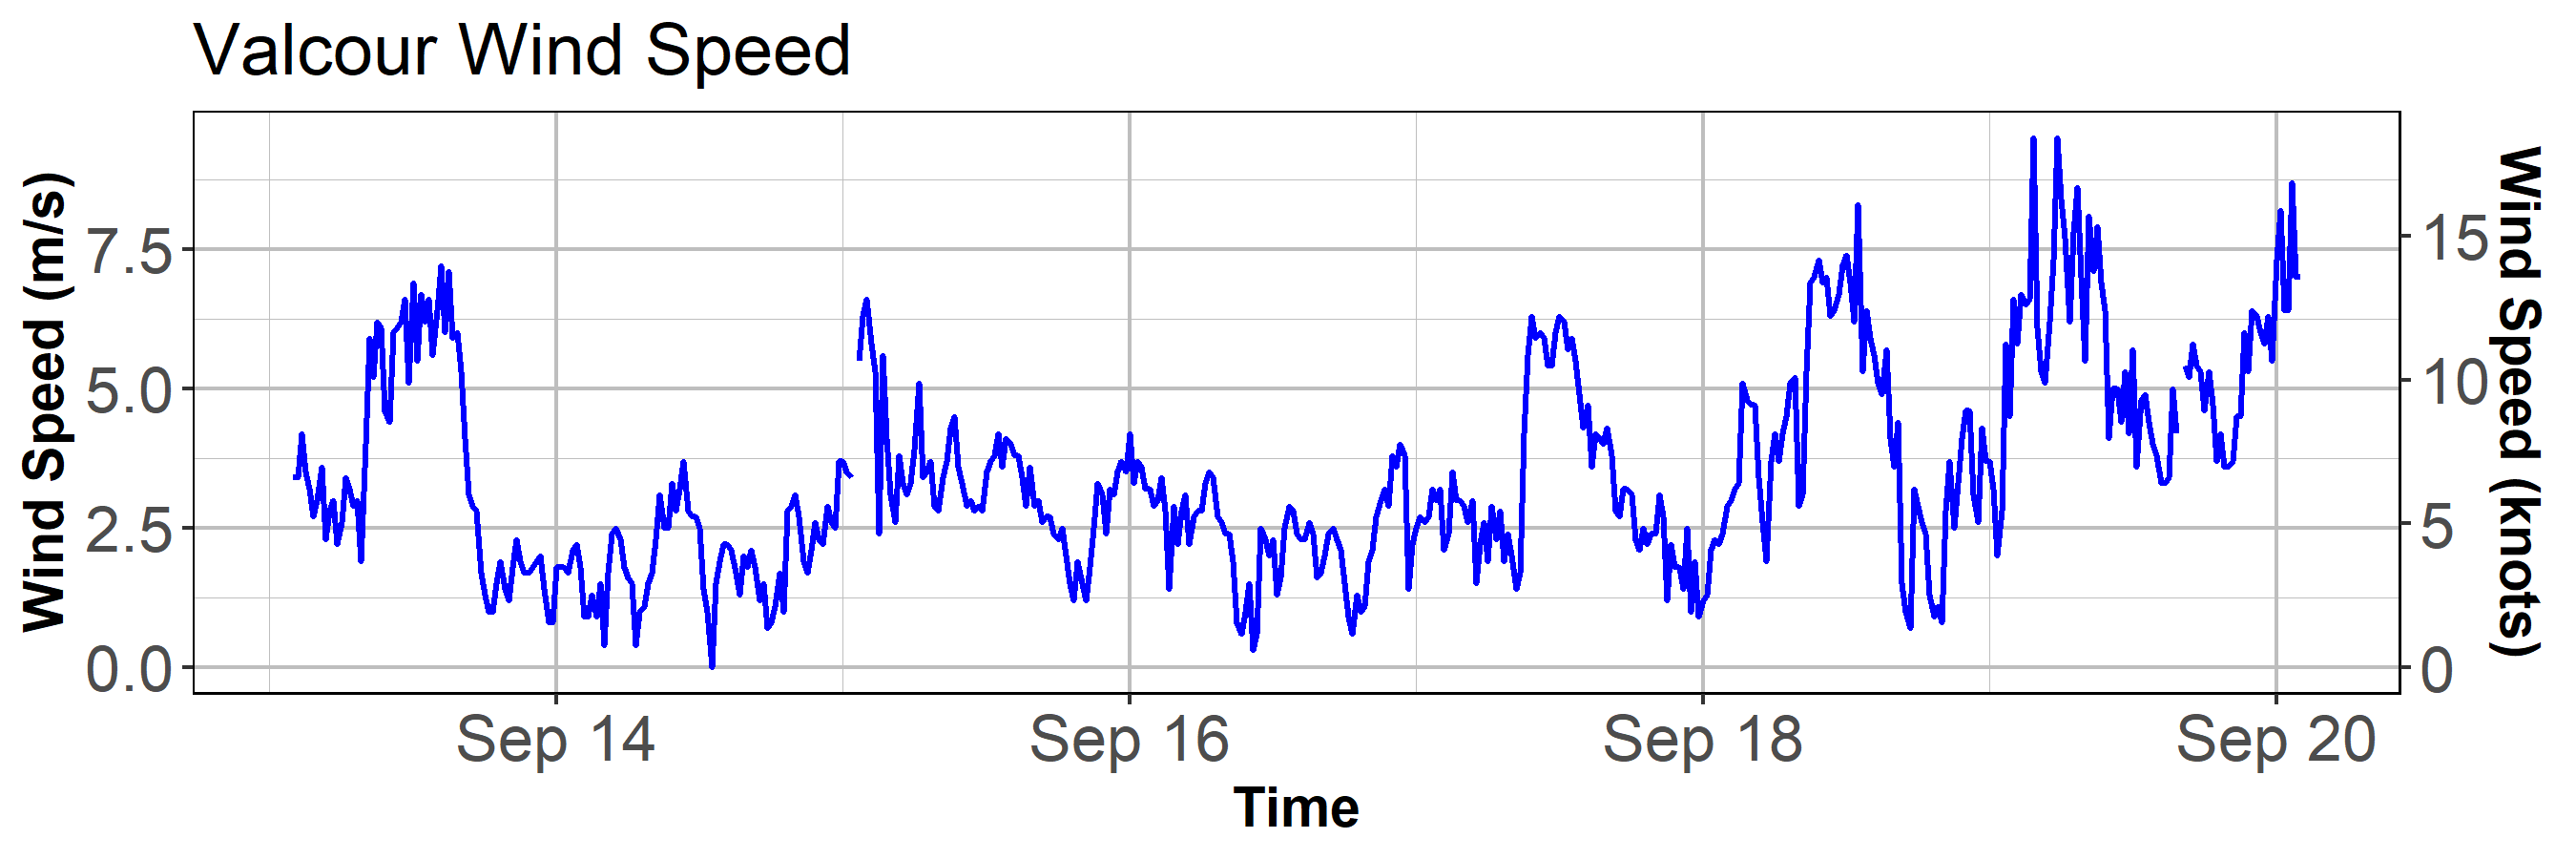 Valcour Wind Speed
Wind Speed (m/s)
7.5
5.0
2.5
0.0
15
10
5
0
Wind Speed (knots)
Sep 14
Sep 16
Sep 18
Sep 20
Time